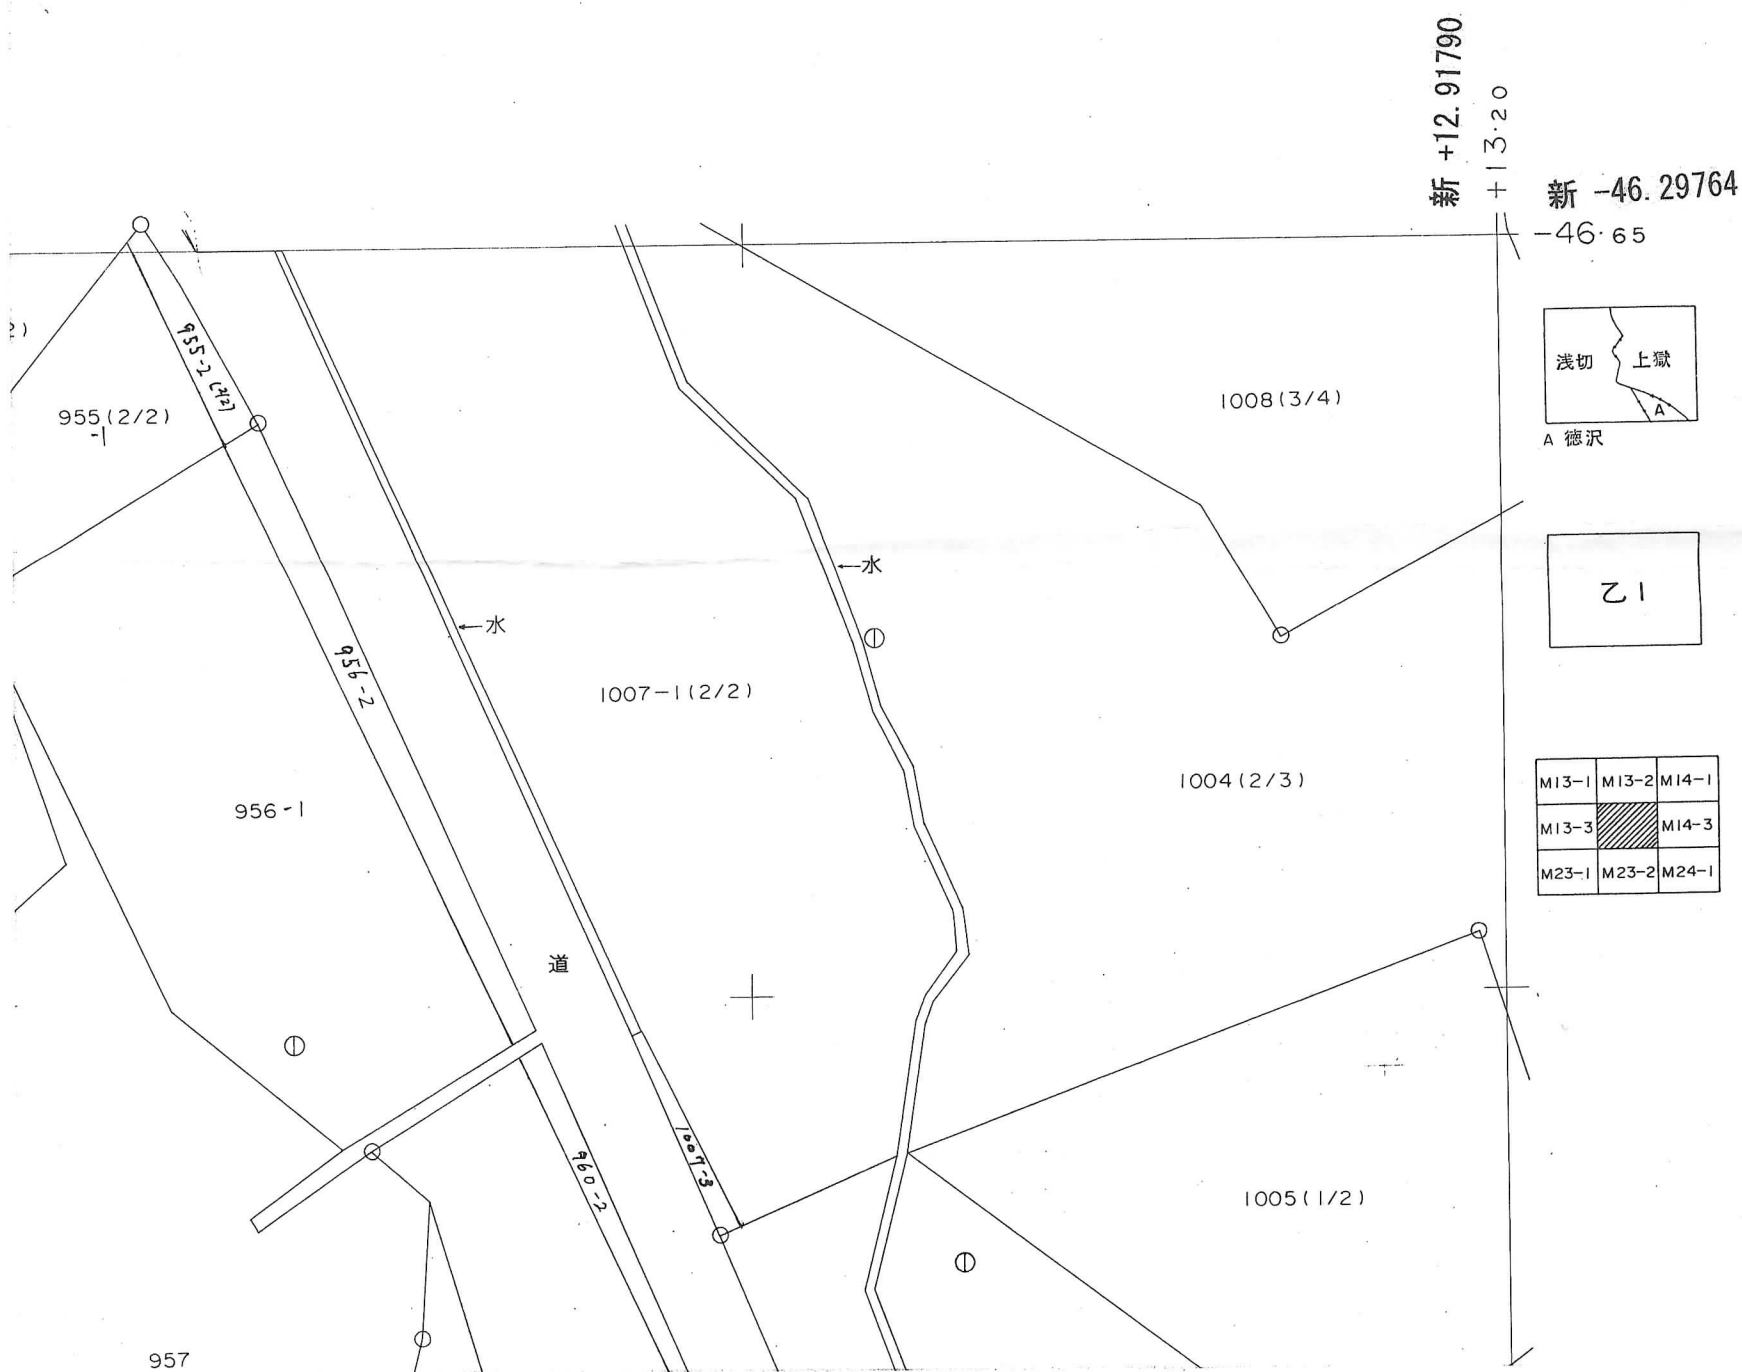 新 +12.91790
+13.20
新 -46.29764
-46.65
浅切
上獄
A
A 徳沢
乙1
M13-1 M13-2 M14-1
M13-3 M14-3
M23-1 M23-2 M24-1
955-2 (2/2)
955(2/2)
-1
1008(3/4)
水
水
956-2
1007-1(2/2)
1004(2/3)
956-1
道
1007-3
960-2
1005(1/2)
957